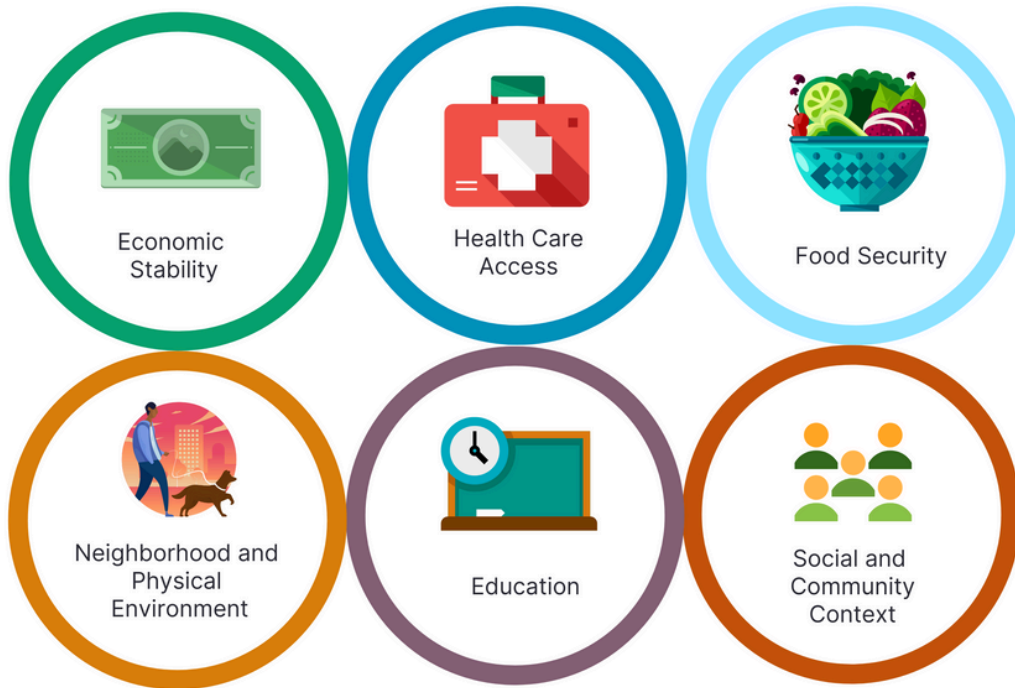 Economic
Stability
Health Care
Access
Food Security
Neighborhood and
Physical
Environment
Education
Social and
Community
Context